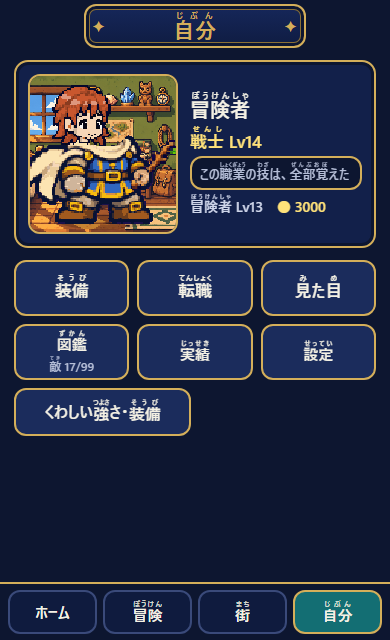 自分
冒険者
戦士 Lv14
この職業の技は、全部覚えた
冒険者 Lv13 3000
装備 転職 見た目
図鑑 実績 設定
敵 17/99
くわしい強さ・装備
ホーム 冒険 街 自分